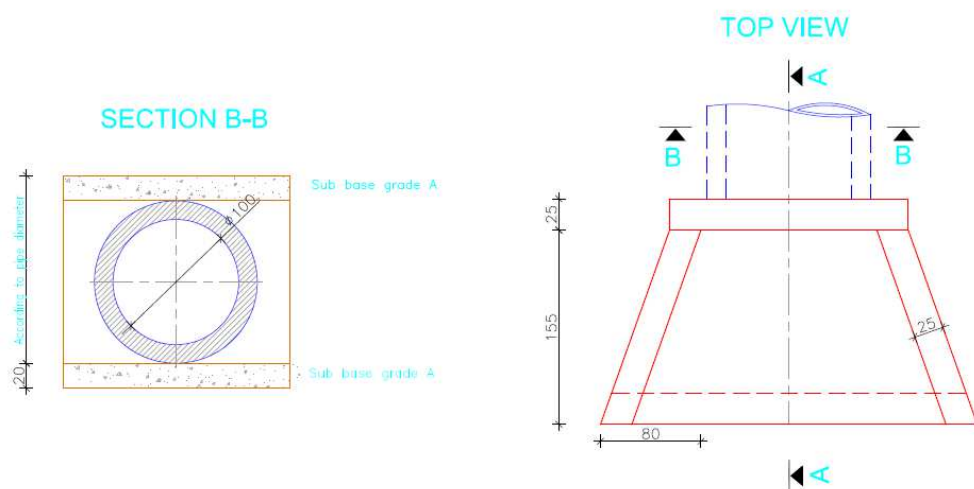 TOP VIEW
A
SECTION B-B
B
B
Sub base grade A
ϕ100
25
According to pipe diameter
155
25
20
Sub base grade A
80
A